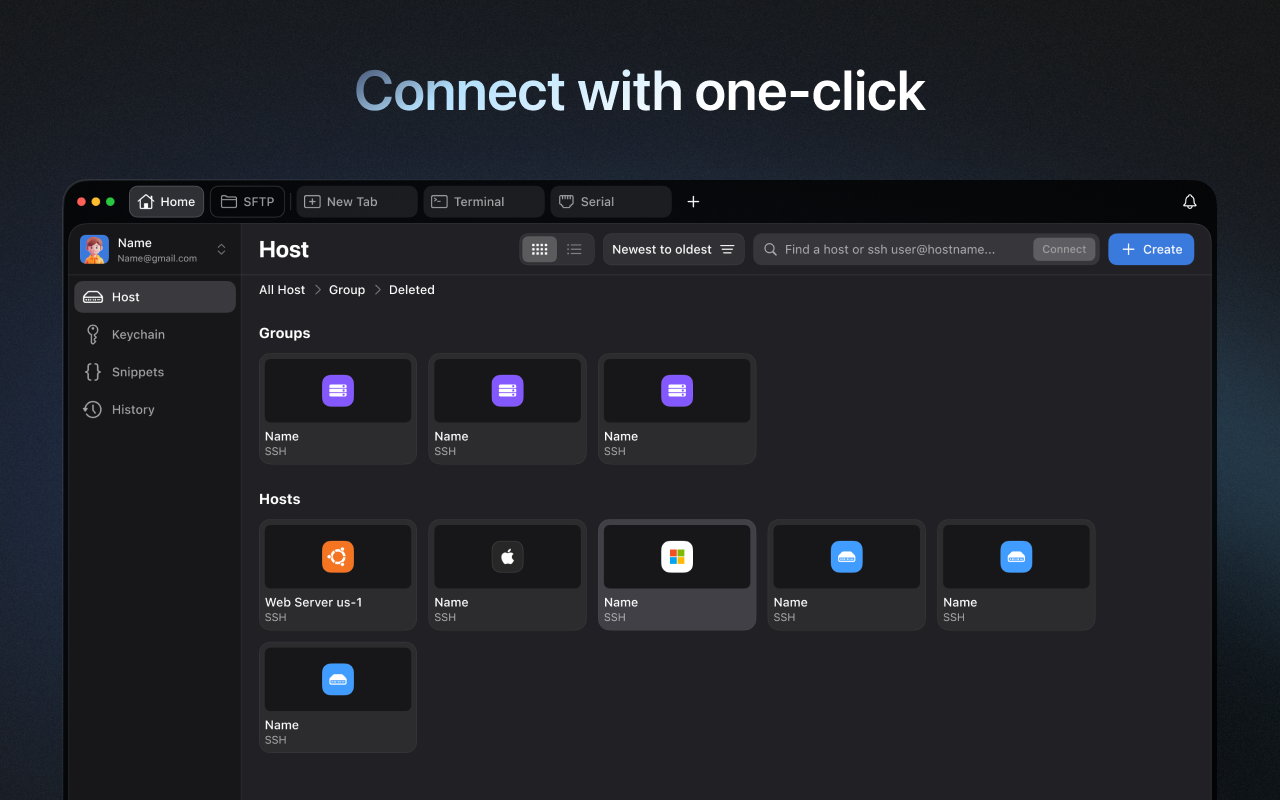 Connect with one-click
Home
SFTP
New Tab
Terminal
Serial
Name
Name@gmail.com
Host
Newest to oldest
Find a host or ssh user@hostname...
Connect
Create
Host
Keychain
Snippets
History
All Host
Group
Deleted
Groups
Name
SSH
Name
SSH
Name
SSH
Hosts
Web Server us-1
SSH
Name
SSH
Name
SSH
Name
SSH
Name
SSH
Name
SSH